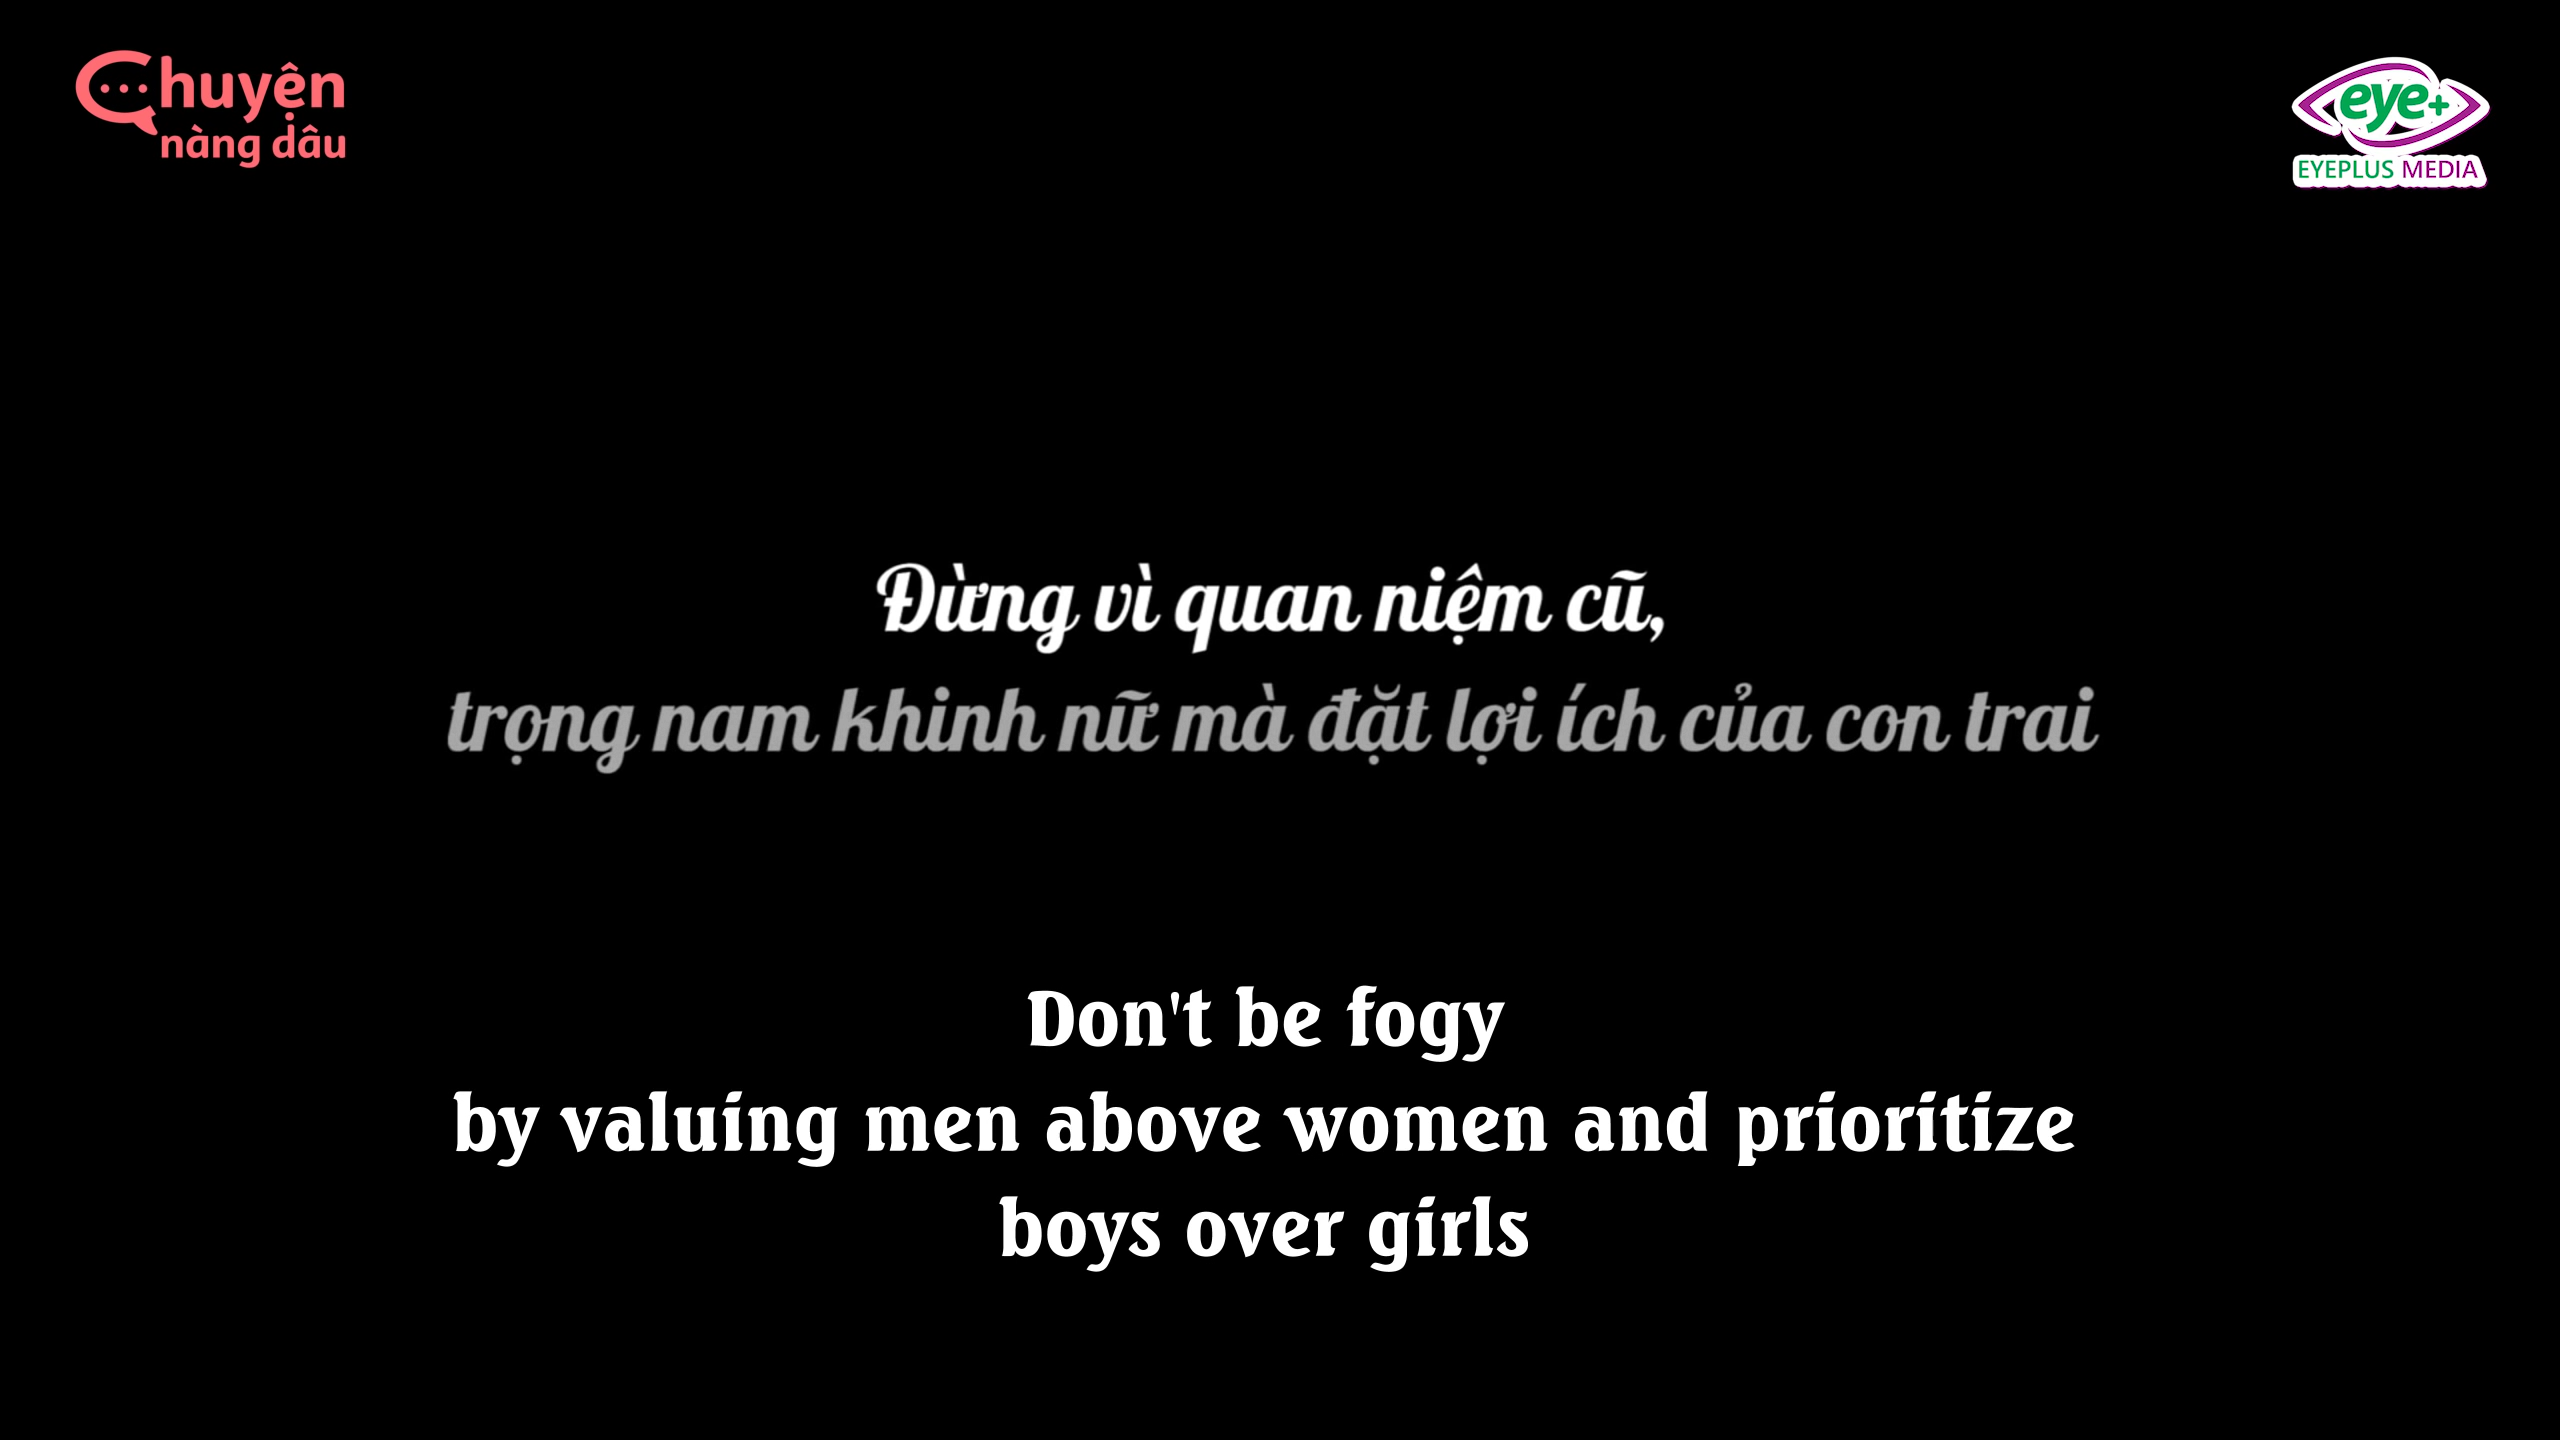 Chuyện
nàng dâu
eye+
EYEPLUS MEDIA
Đừng vì quan niệm cũ,
trọng nam khinh nữ mà đặt lợi ích của con trai
Don't be fogy
by valuing men above women and prioritize
boys over girls